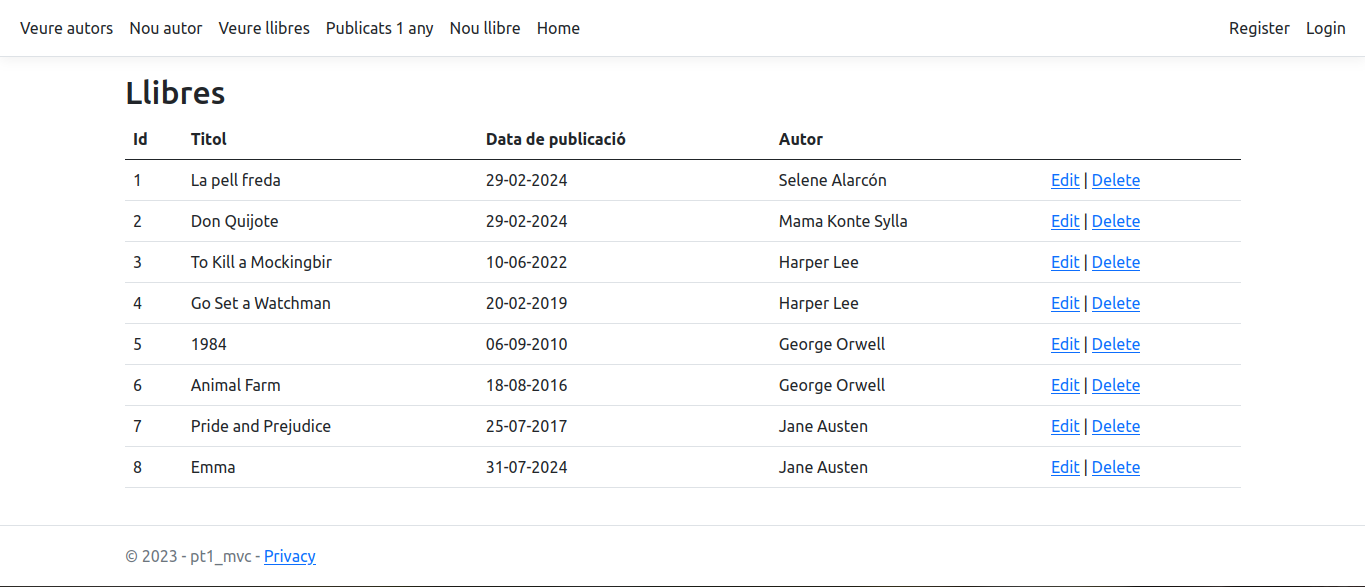 Veure autors Nou autor Veure llibres Publicats 1 any Nou llibre Home Register Login
Llibres
Id Titol Data de publicació Autor
1 La pell freda 29-02-2024 Selene Alarcón Edit | Delete
2 Don Quijote 29-02-2024 Mama Konte Sylla Edit | Delete
3 To Kill a Mockingbir 10-06-2022 Harper Lee Edit | Delete
4 Go Set a Watchman 20-02-2019 Harper Lee Edit | Delete
5 1984 06-09-2010 George Orwell Edit | Delete
6 Animal Farm 18-08-2016 George Orwell Edit | Delete
7 Pride and Prejudice 25-07-2017 Jane Austen Edit | Delete
8 Emma 31-07-2024 Jane Austen Edit | Delete
© 2023 - pt1_mvc - Privacy